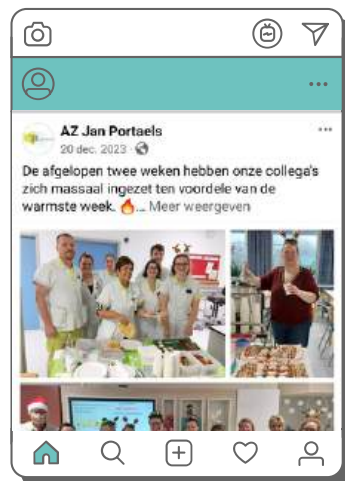 AZ Jan Portaels
20 dec. 2023
De afgelopen twee weken hebben onze collega's
zich massaal ingezet ten voordele van de
warmste week. 🔥... Meer weergeven